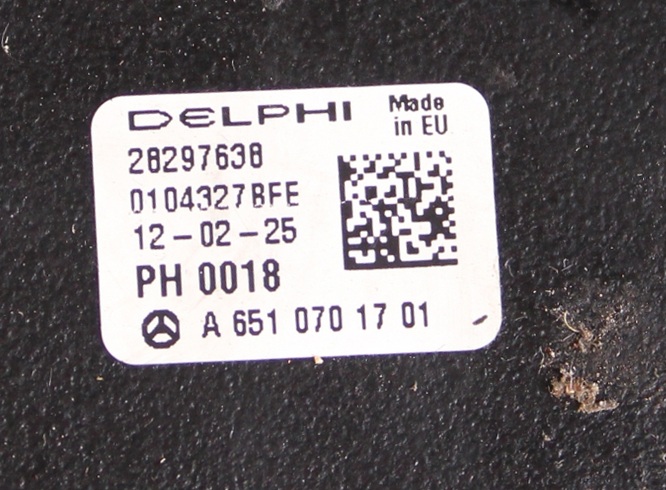 DELPHI
Made
in EU
28297638
0104327BFE
12-02-25
PH 0018
A 651 070 17 01